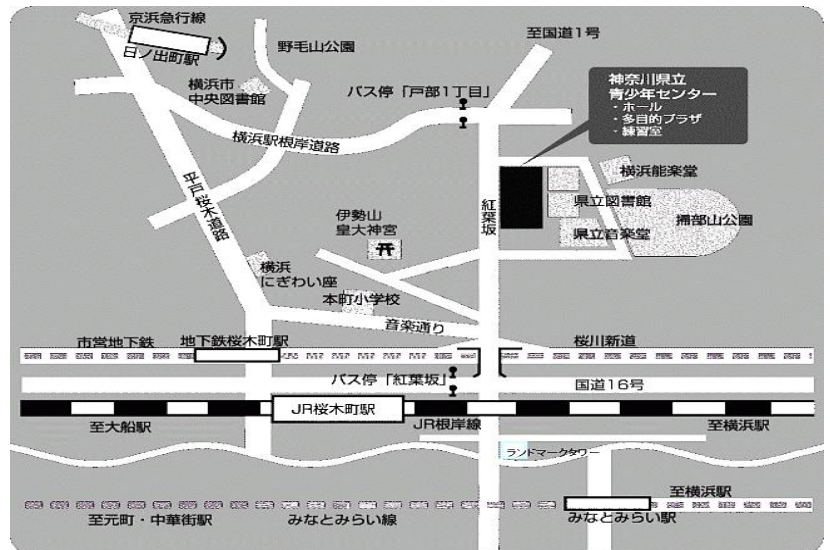 京浜急行線
日ノ出町駅
野毛山公園
至国道1号
横浜市
中央図書館
バス停「戸部1丁目」
神奈川県立
青少年センター
・ホール
・多目的プラザ
・練習室
横浜駅根岸道路
平戸桜木道路
紅葉坂
横浜能楽堂
県立図書館
掃部山公園
県立音楽堂
伊勢山
皇大神宮
横浜
にぎわい座
本町小学校
音楽通り
市営地下鉄
地下鉄桜木町駅
桜川新道
バス停「紅葉坂」
国道16号
JR桜木町駅
至大船駅
JR根岸線
至横浜駅
ランドマークタワー
至横浜駅
至元町・中華街駅
みなとみらい線
みなとみらい駅